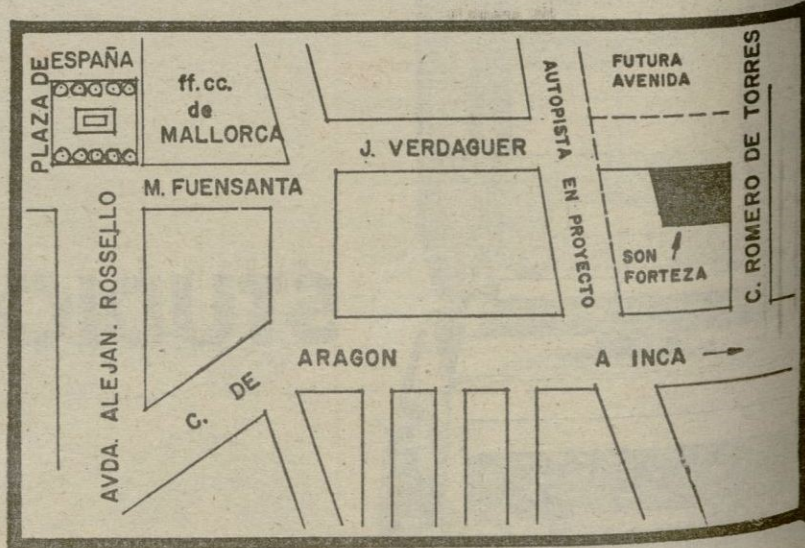 PLAZA DE
ESPAÑA
ff.cc.
de
MALLORCA
J. VERDAGUER
M. FUENSANTA
AVDA. ALEJAN. ROSSELLO
AUTOPISTA EN PROYECTO
FUTURA
AVENIDA
C. ROMERO DE TORRES
SON
FORTEZA
C. DE ARAGON
A INCA